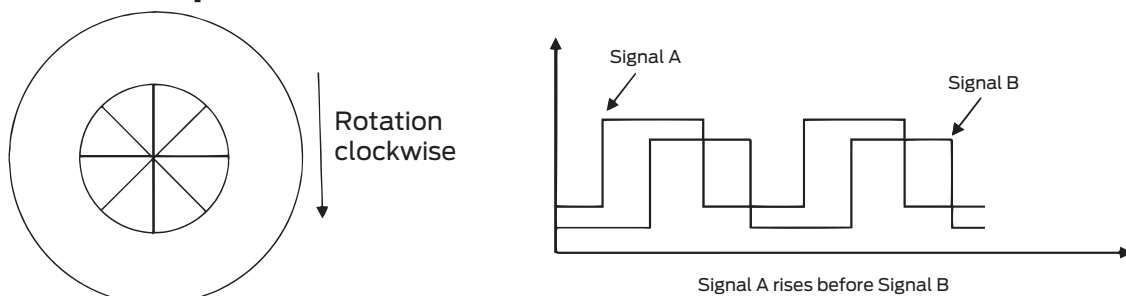 Rotation
clockwise
Signal A
Signal B
Signal A rises before Signal B